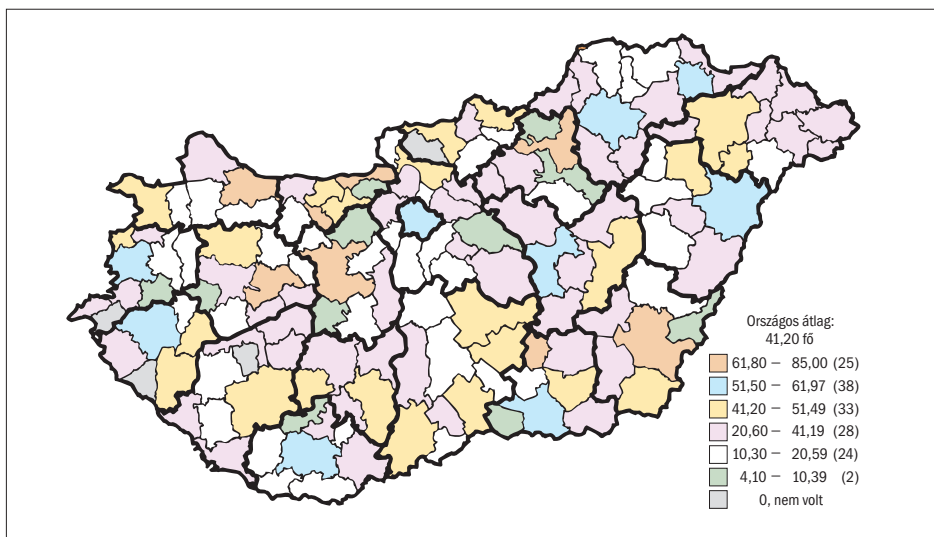 Országos átlag:
41,20 fő
61,80 – 85,00 (25)
51,50 – 61,97 (38)
41,20 – 51,49 (33)
20,60 – 41,19 (28)
10,30 – 20,59 (24)
4,10 – 10,39 (2)
0, nem volt